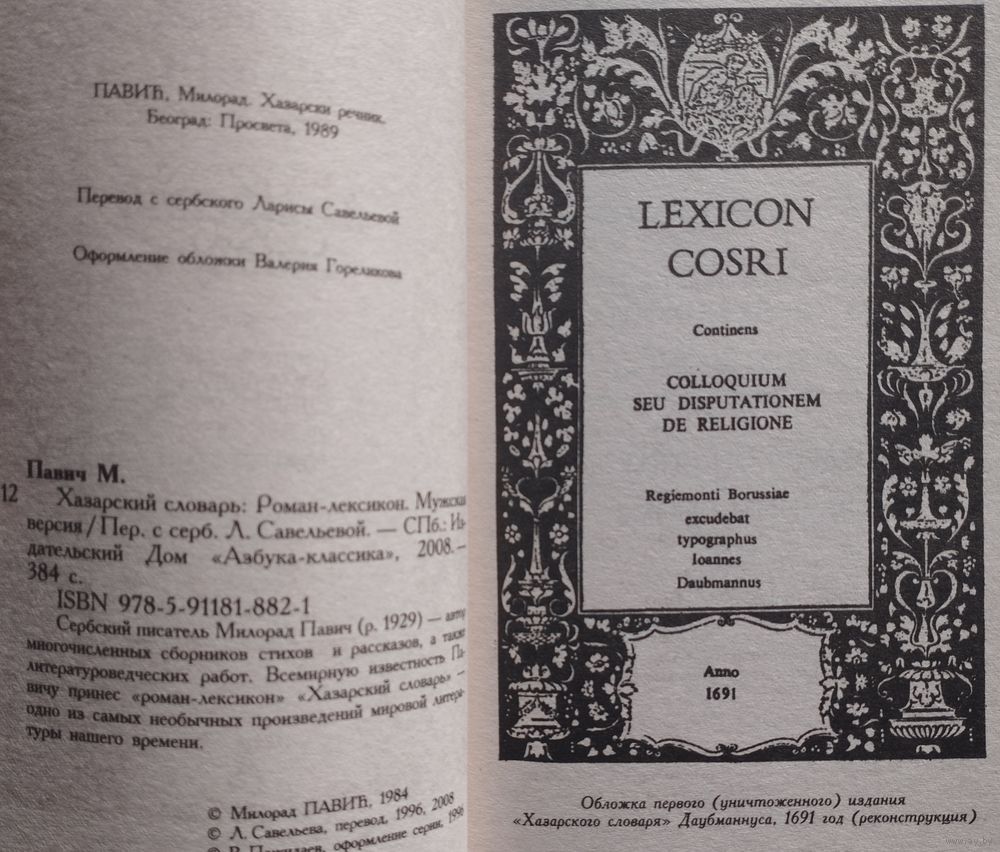 ПАВИЋ, Милорад. Хазарски речник.
Београд: Просвета, 1989
Перевод с сербского Ларисы Савельевой
Оформление обложки Валерия Гореликова
Павич М.
12 Хазарский словарь: Роман-лексикон. Мужская
версия/Пер. с серб. Л. Савельевой. — СПб.: Из-
дательский Дом «Азбука-классика», 2008. —
384 с.
ISBN 978-5-91181-882-1
Сербский писатель Милорад Павич (р. 1929) — автор
многочисленных сборников стихов и рассказов, а также
литературоведческих работ. Всемирную известность Па-
вичу принес «роман-лексикон» «Хазарский словарь» —
одно из самых необычных произведений мировой литера-
туры нашего времени.
© Милорад ПАВИЋ, 1984
© Л. Савельева, перевод, 1996, 2008
© В. оформление серии, 1996
LEXICON
COSRI
Continens
COLLOQUIUM
SEU DISPUTATIONEM
DE RELIGIONE
Regiemonti Borussiae
excudebat
typographus
Ioannes
Daubmannus
Anno
1691
Обложка первого (уничтоженного) издания
«Хазарского словаря» Даубмануса, 1691 год (реконструкция)